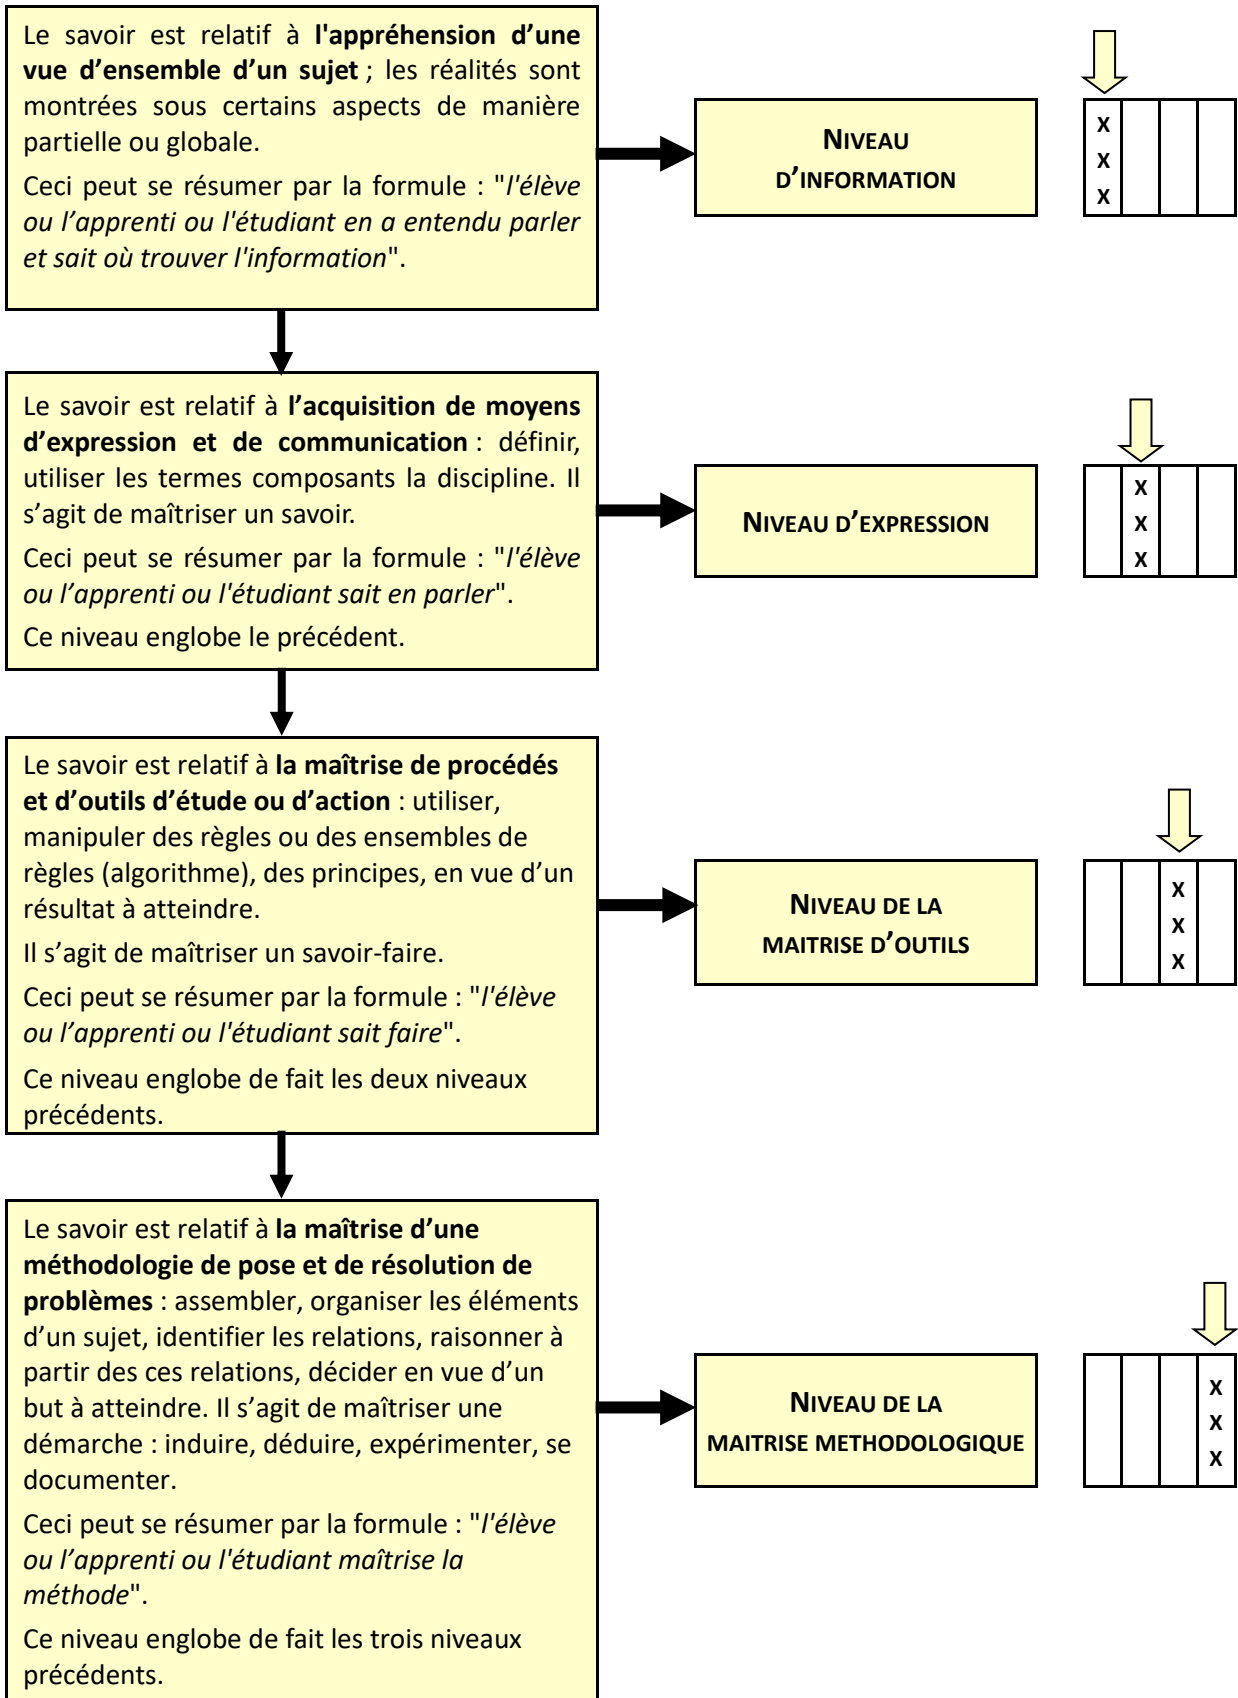 Le savoir est relatif à l'appréhension d’une
vue d’ensemble d’un sujet ; les réalités sont
montrées sous certains aspects de manière
partielle ou globale.
Ceci peut se résumer par la formule : "l'élève
ou l’apprenti ou l'étudiant en a entendu parler
et sait où trouver l'information".
NIVEAU
D’INFORMATION
X
X
X
Le savoir est relatif à l’acquisition de moyens
d’expression et de communication : définir,
utiliser les termes composants la discipline. Il
s’agit de maîtriser un savoir.
Ceci peut se résumer par la formule : "l'élève
ou l’apprenti ou l'étudiant sait en parler".
Ce niveau englobe le précédent.
NIVEAU D’EXPRESSION
X
X
X
Le savoir est relatif à la maîtrise de procédés
et d’outils d’étude ou d’action : utiliser,
manipuler des règles ou des ensembles de
règles (algorithme), des principes, en vue d’un
résultat à atteindre.
Il s’agit de maîtriser un savoir-faire.
Ceci peut se résumer par la formule : "l'élève
ou l’apprenti ou l'étudiant sait faire".
Ce niveau englobe de fait les deux niveaux
précédents.
NIVEAU DE LA
MAITRISE D’OUTILS
X
X
X
Le savoir est relatif à la maîtrise d’une
méthodologie de pose et de résolution de
problèmes : assembler, organiser les éléments
d’un sujet, identifier les relations, raisonner à
partir des ces relations, décider en vue d’un
but à atteindre. Il s’agit de maîtriser une
démarche : induire, déduire, expérimenter, se
documenter.
Ceci peut se résumer par la formule : "l'élève
ou l’apprenti ou l'étudiant maîtrise la
méthode".
Ce niveau englobe de fait les trois niveaux
précédents.
NIVEAU DE LA
MAITRISE METHODOLOGIQUE
X
X
X